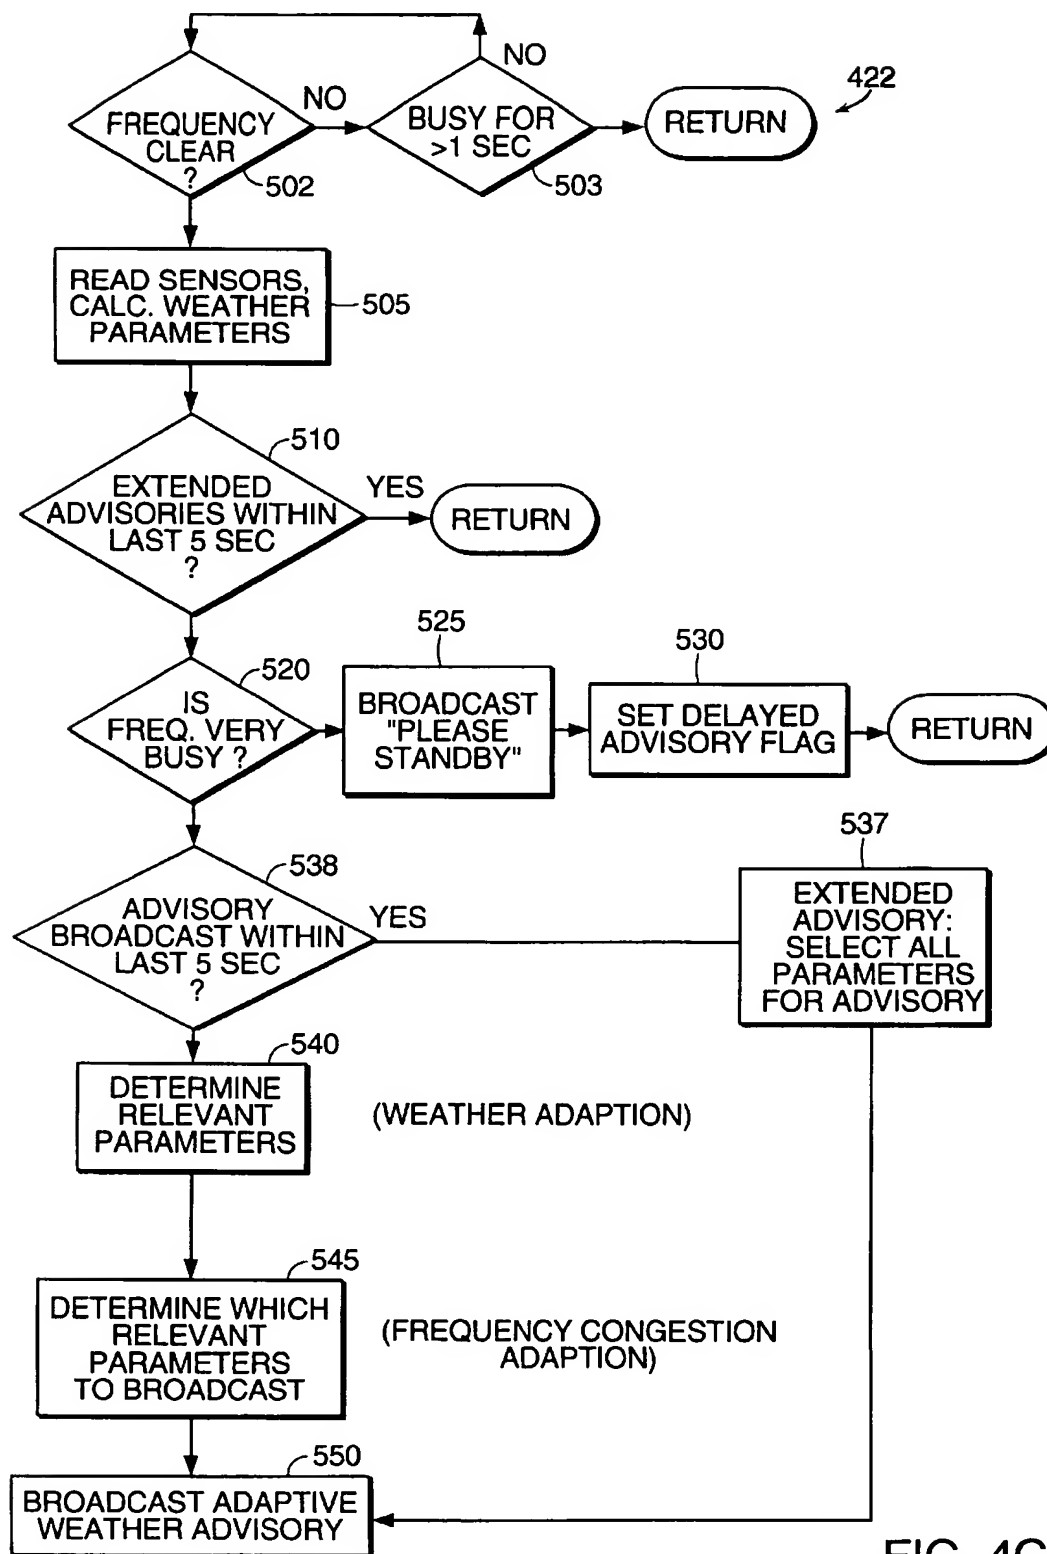 NO
FREQUENCY
CLEAR
?
502
NO
BUSY FOR
>1 SEC
503
RETURN
422
READ SENSORS,
CALC. WEATHER
PARAMETERS
505
510
EXTENDED
ADVISORIES WITHIN
LAST 5 SEC
?
YES
RETURN
520
IS
FREQ. VERY
BUSY ?
525
BROADCAST
"PLEASE
STANDBY"
530
SET DELAYED
ADVISORY FLAG
RETURN
538
ADVISORY
BROADCAST WITHIN
LAST 5 SEC
?
YES
537
EXTENDED
ADVISORY:
SELECT ALL
PARAMETERS
FOR ADVISORY
540
DETERMINE
RELEVANT
PARAMETERS
(WEATHER ADAPTION)
545
DETERMINE WHICH
RELEVANT
PARAMETERS
TO BROADCAST
(FREQUENCY CONGESTION
ADAPTION)
550
BROADCAST ADAPTIVE
WEATHER ADVISORY
FIG. 4C